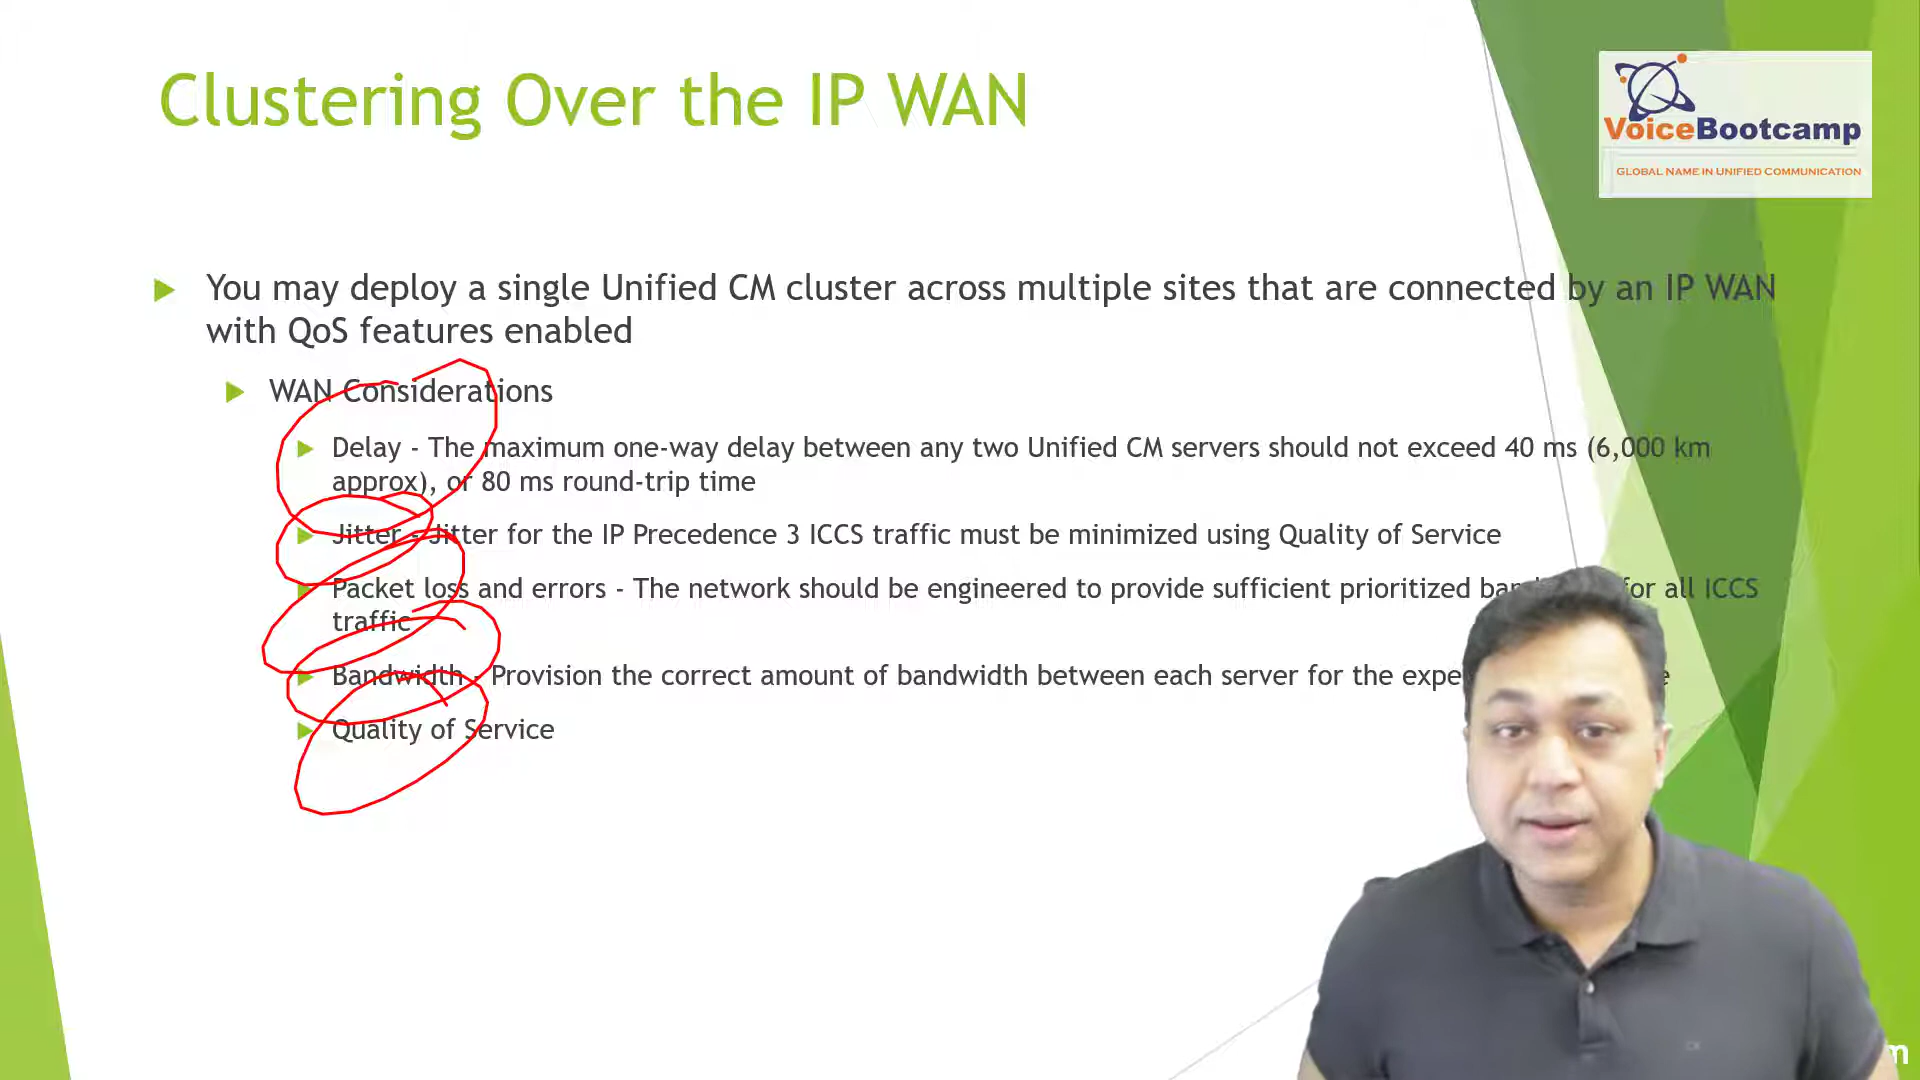 Clustering Over the IP WAN
VoiceBootcamp
GLOBAL NAME IN UNIFIED COMMUNICATION
You may deploy a single Unified CM cluster across multiple sites that are connected by an IP WAN
with QoS features enabled
WAN Considerations
Delay - The maximum one-way delay between any two Unified CM servers should not exceed 40 ms (6,000 km
approx), or 80 ms round-trip time
Jitter - Jitter for the IP Precedence 3 ICCS traffic must be minimized using Quality of Service
Packet loss and errors - The network should be engineered to provide sufficient prioritized for all ICCS
traffic
Bandwidth - Provision the correct amount of bandwidth between each server for the
Quality of Service